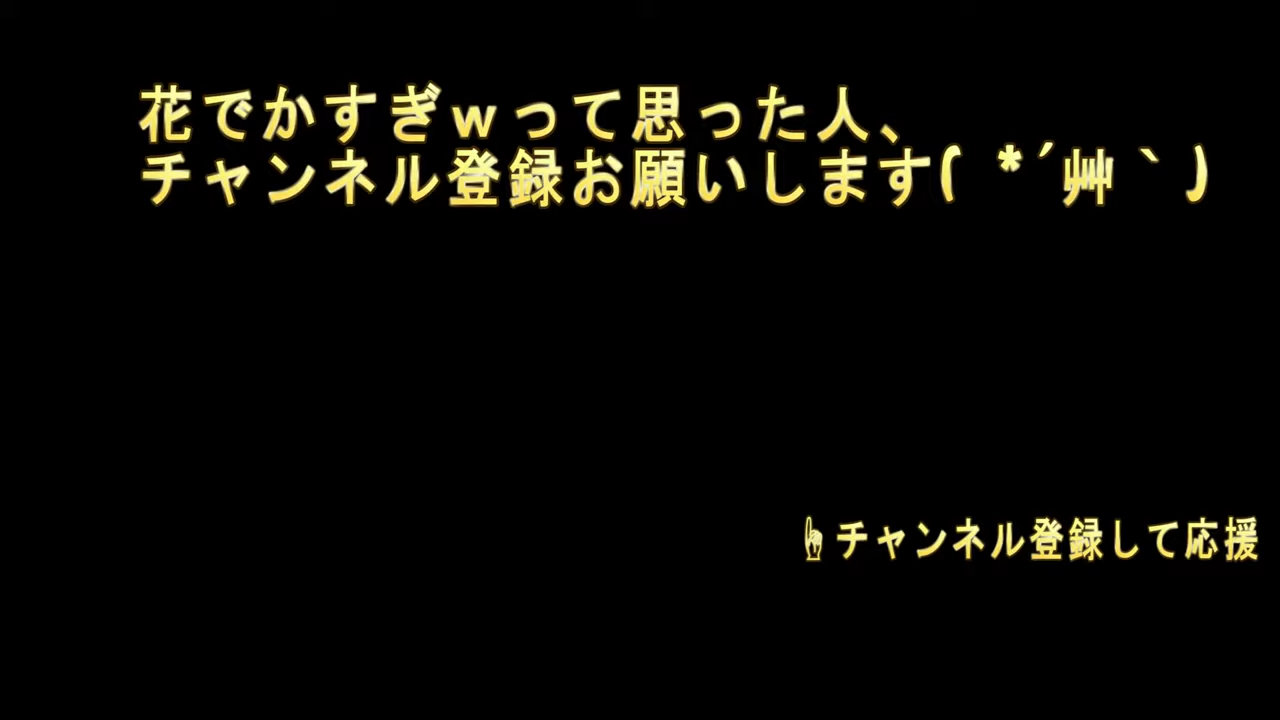 花でかすぎｗって思った人、
チャンネル登録お願いします( *´艸｀)
☝チャンネル登録して応援